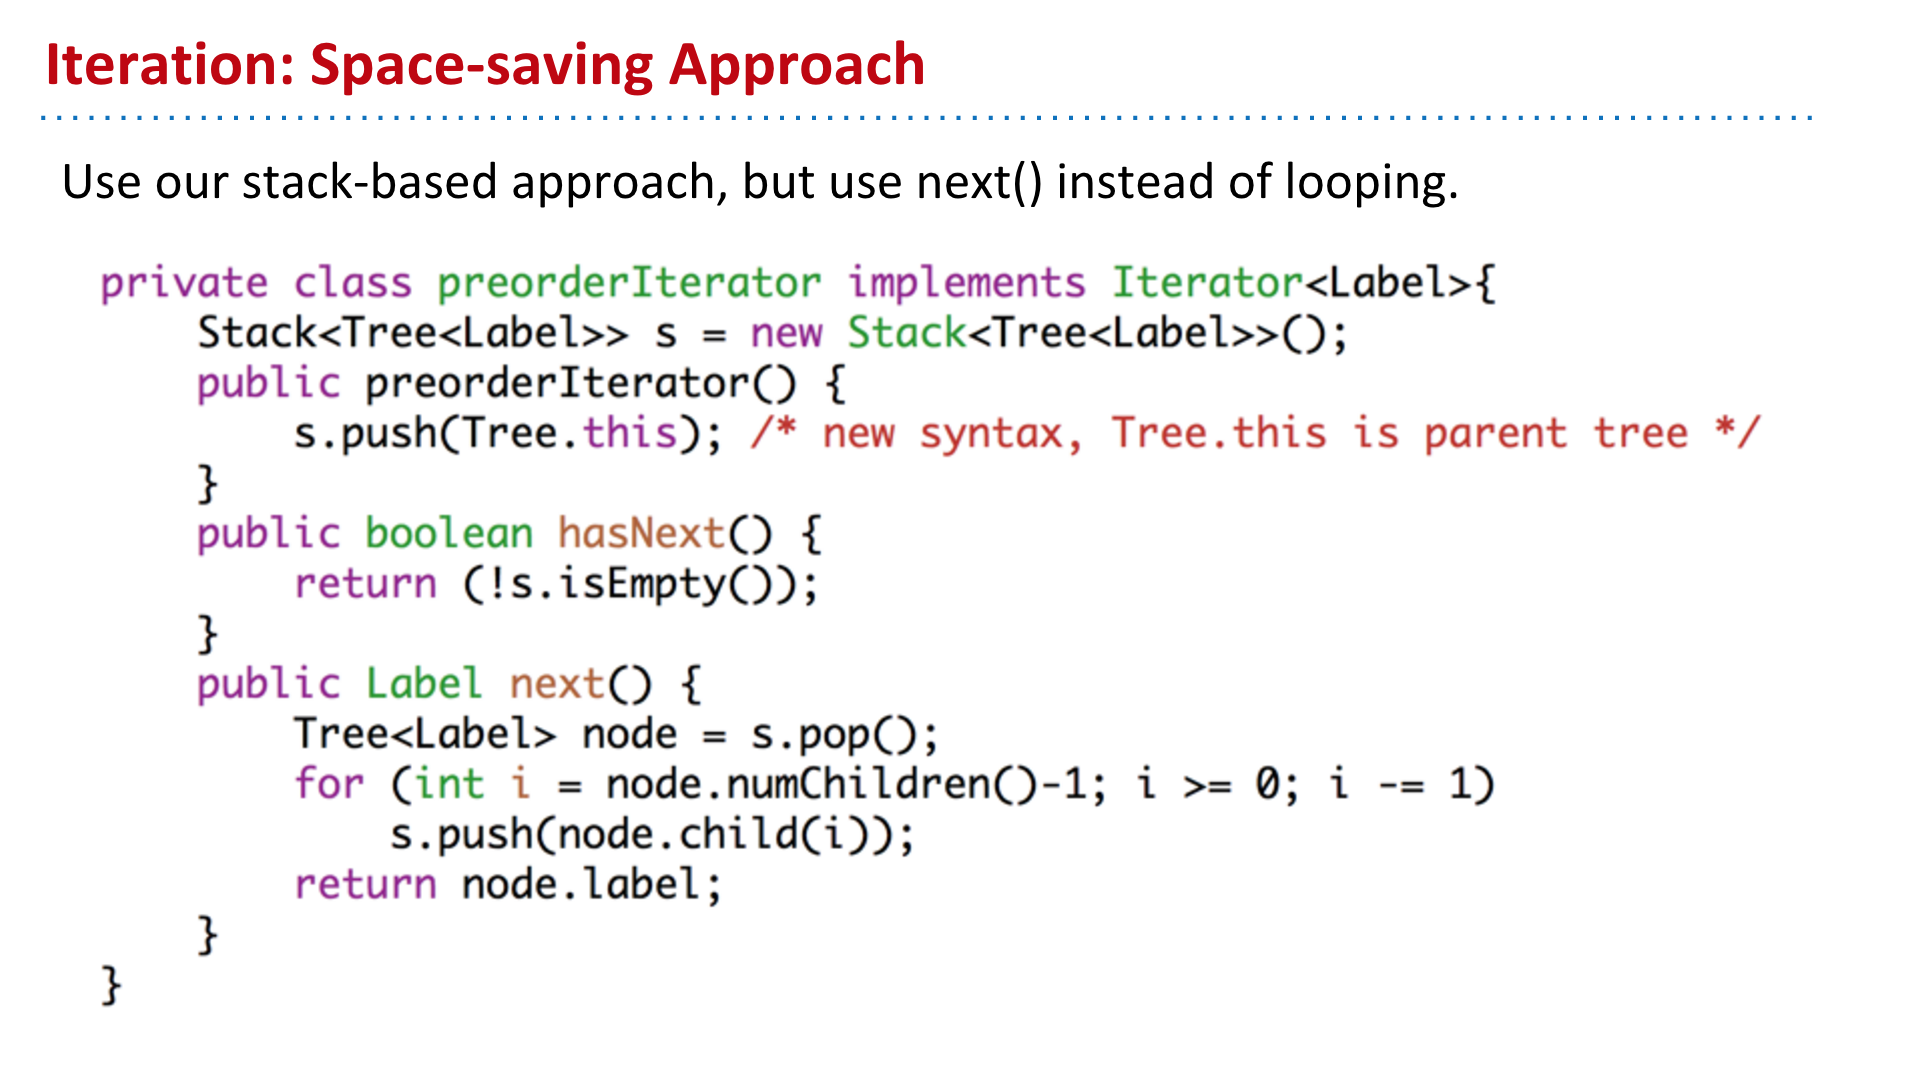 Iteration: Space-saving Approach
Use our stack-based approach, but use next() instead of looping.
private class preorderIterator implements Iterator<Label>{
    Stack<Tree<Label>> s = new Stack<Tree<Label>>();
    public preorderIterator() {
        s.push(Tree.this); /* new syntax, Tree.this is parent tree */
    }
    public boolean hasNext() {
        return (!s.isEmpty());
    }
    public Label next() {
        Tree<Label> node = s.pop();
        for (int i = node.numChildren()-1; i >= 0; i -= 1)
            s.push(node.child(i));
        return node.label;
    }
}